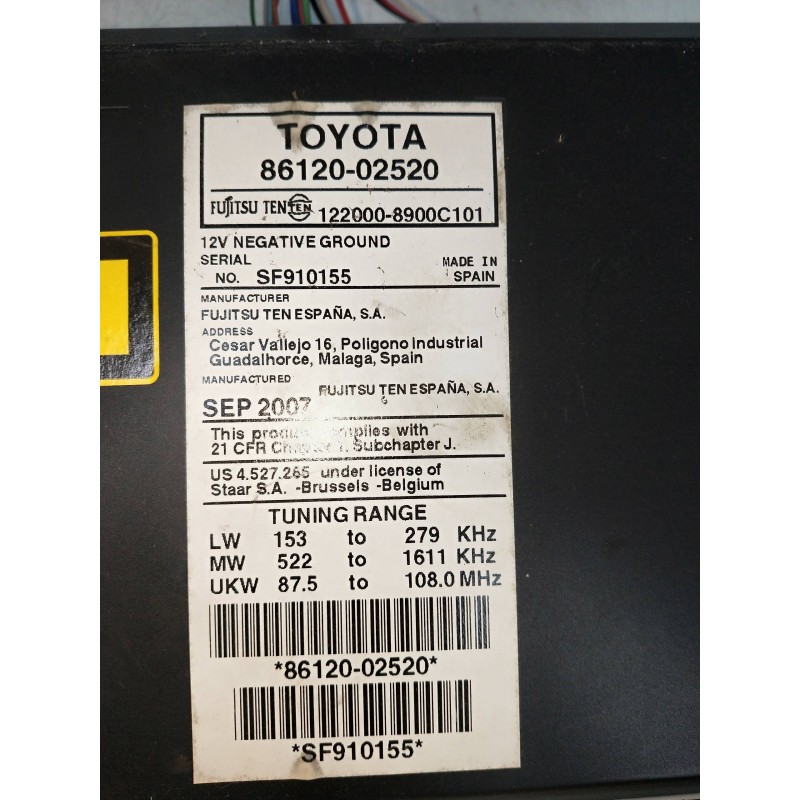 TOYOTA
86120-02520
FUJITSU TEN TEN 122000-8900C101
12V NEGATIVE GROUND
SERIAL MADE IN
NO. SF910155 SPAIN
MANUFACTURER
FUJITSU TEN ESPAÑA, S.A.
ADDRESS
Cesar Vallejo 16, Poligono Industrial
Guadalhorce, Malaga, Spain
MANUFACTURED FUJITSU TEN ESPAÑA, S.A.
SEP 2007
This complies with
21 CFR 1, Subchapter J.
US 4.527.265 under license of
Staar S.A. -Brussels -Belgium
TUNING RANGE
LW 153 to 279 KHz
MW 522 to 1611 KHz
UKW 87.5 to 108.0 MHz
*86120-02520*
*SF910155*